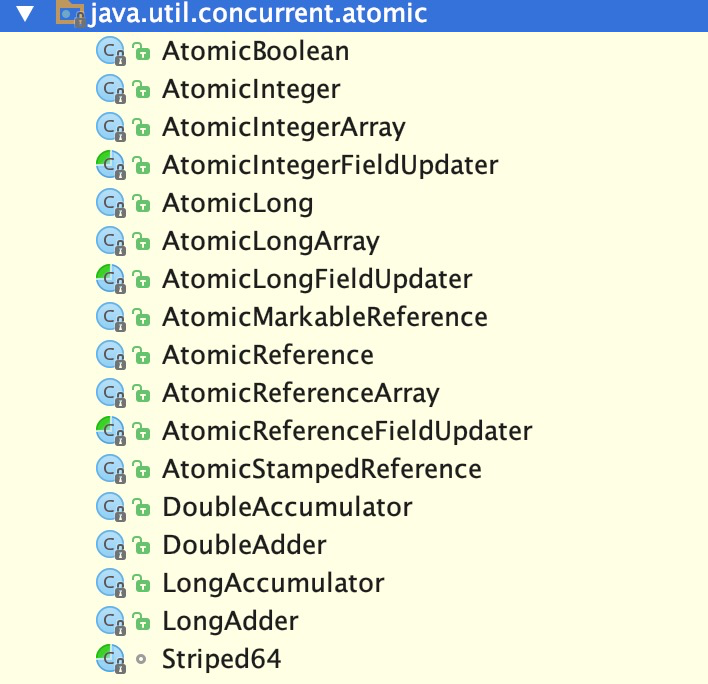 java.util.concurrent.atomic
AtomicBoolean
AtomicInteger
AtomicIntegerArray
AtomicIntegerFieldUpdater
AtomicLong
AtomicLongArray
AtomicLongFieldUpdater
AtomicMarkableReference
AtomicReference
AtomicReferenceArray
AtomicReferenceFieldUpdater
AtomicStampedReference
DoubleAccumulator
DoubleAdder
LongAccumulator
LongAdder
Striped64